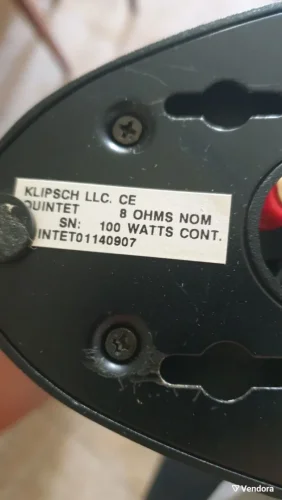 KLIPSCH LLC. CE
QUINTET 8 OHMS NOM
SN: 100 WATTS CONT.
INTET01140907
Vendora